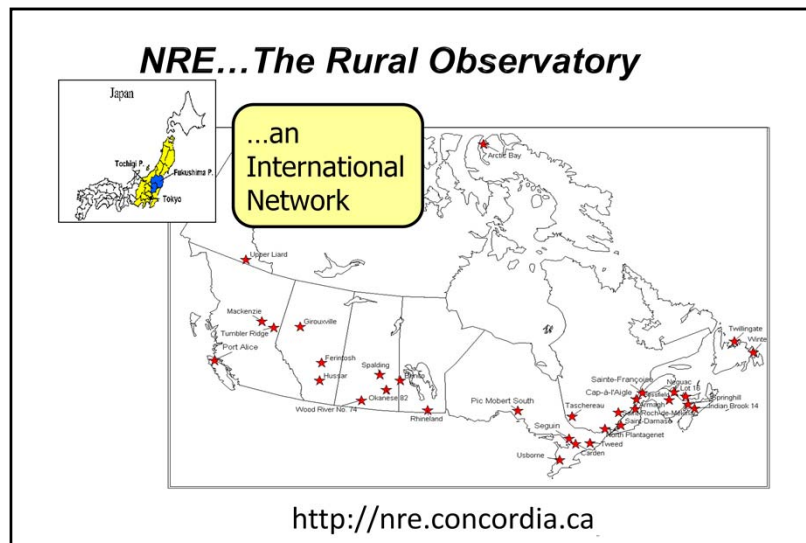 NRE...The Rural Observatory
Japan
Tochigi P.
Fukushima P.
Tokyo
...an
International
Network
Arctic Bay
Upper Liard
Mackenzie
Girouxville
Tumbler Ridge
Port Alice
Ferintosh
Hussar
Spalding
Okanese 82
Wood River No. 74
Rhineland
Pic Mobert South
Taschereau
Sainte-Françoise
Cap-à-l'Aigle
Neguac
Lot 16
Springhill
Indian Brook 14
Twillingate
Winte
Armagh
Saint-Damase
North Plantagenet
Seguin
Tweed
Carden
Usborne
http://nre.concordia.ca